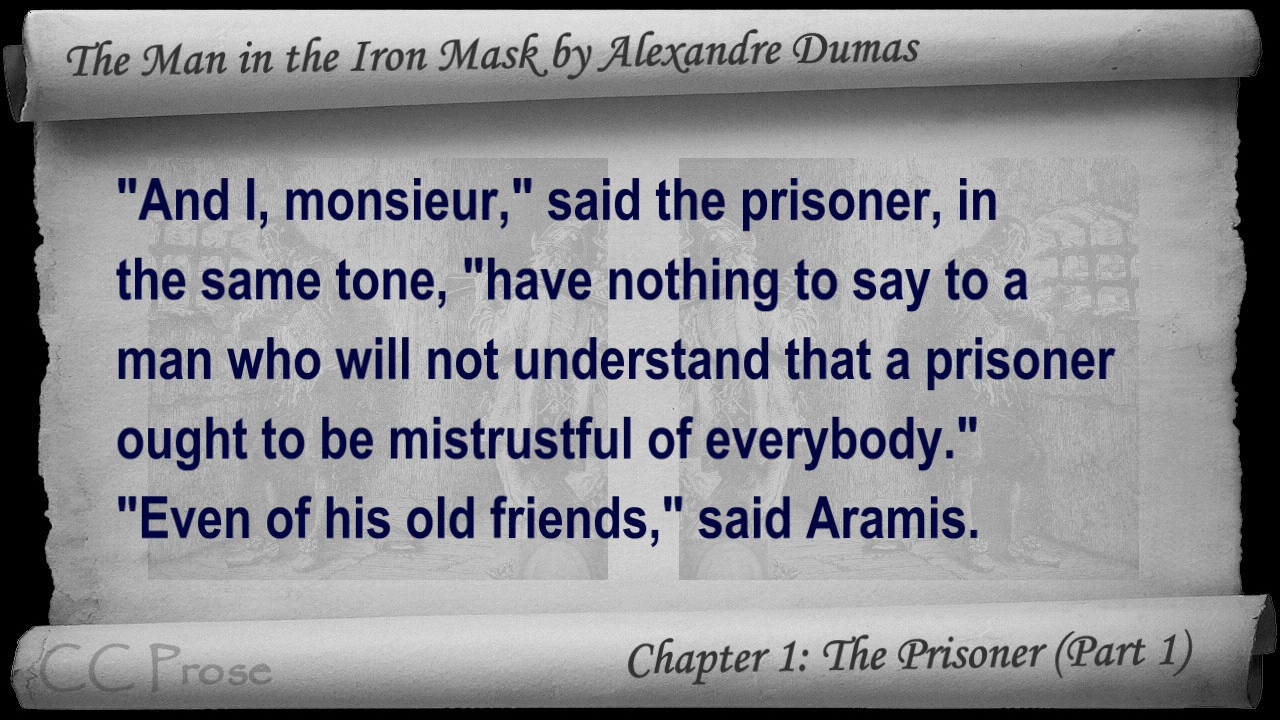 The Man in the Iron Mask by Alexandre Dumas
"And I, monsieur," said the prisoner, in
the same tone, "have nothing to say to a
man who will not understand that a prisoner
ought to be mistrustful of everybody."
"Even of his old friends," said Aramis.
CC Prose
Chapter 1: The Prisoner (Part 1)